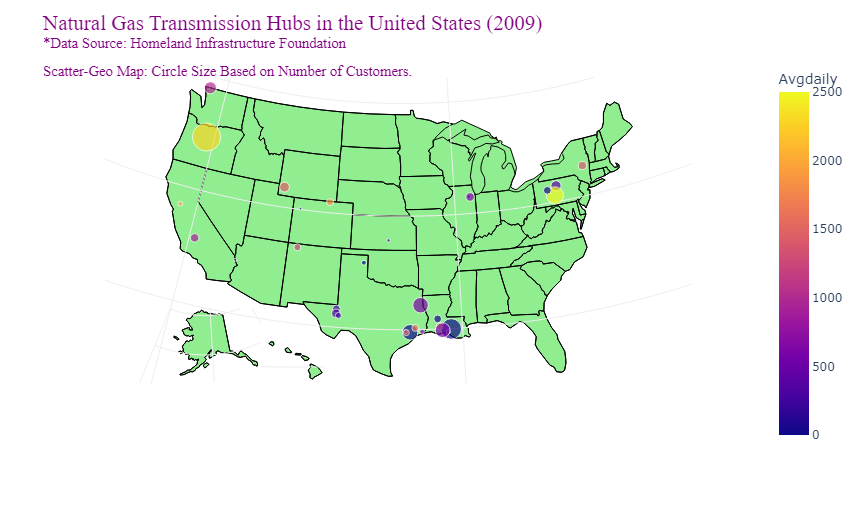 Natural Gas Transmission Hubs in the United States (2009)
*Data Source: Homeland Infrastructure Foundation
Scatter-Geo Map: Circle Size Based on Number of Customers.
Avgdaily
2500
2000
1500
1000
500
0